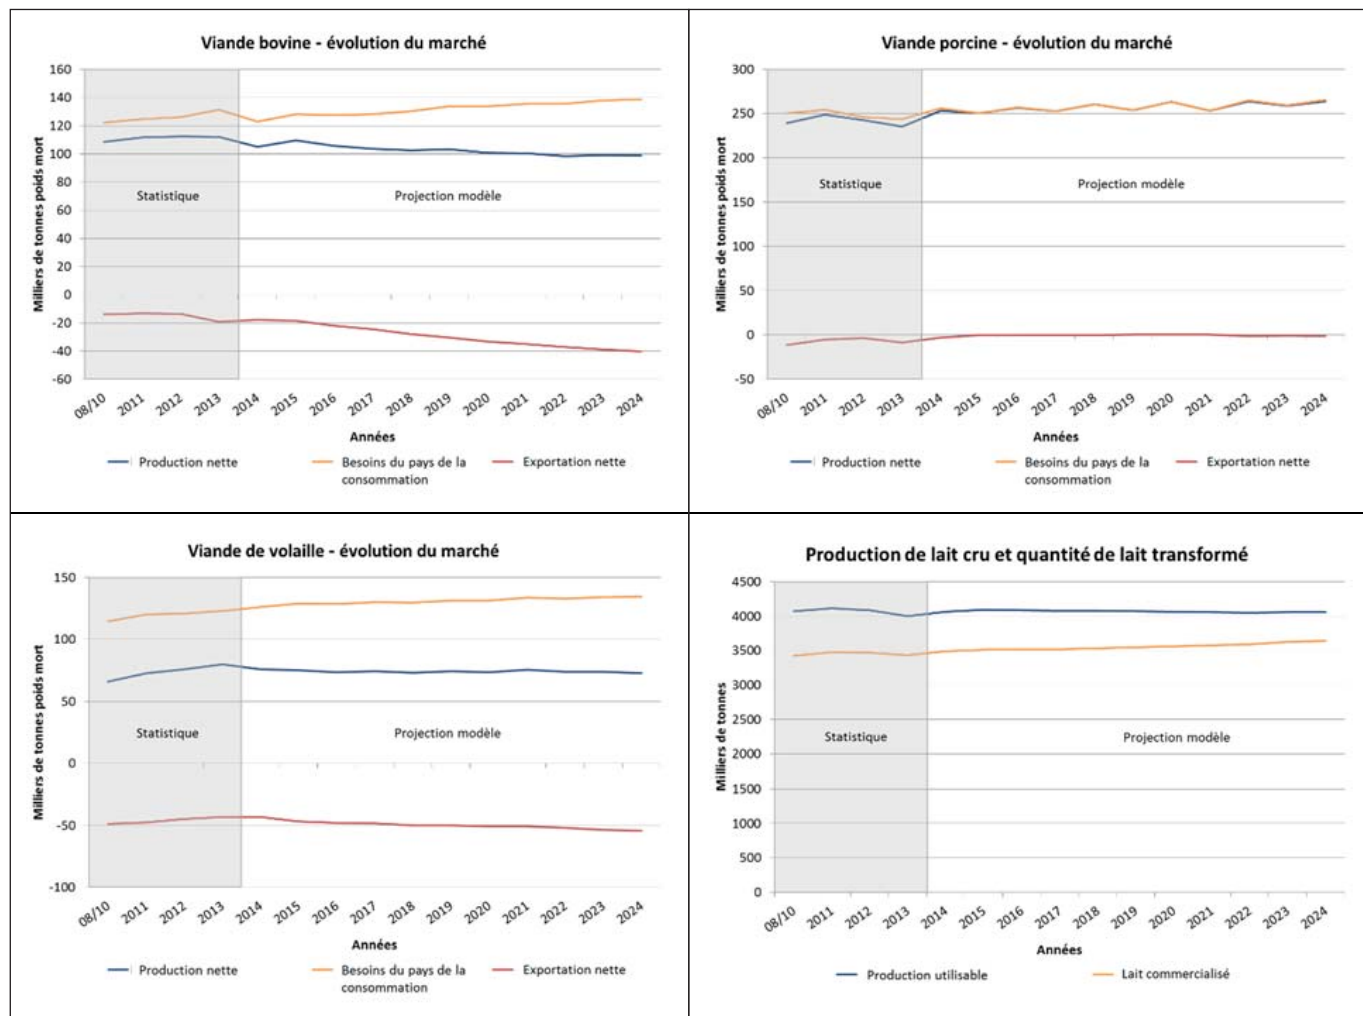 Viande bovine - évolution du marché
160
140
120
100
80
60
40
20
0
-20
-40
-60
Milliers de tonnes poids mort
Statistique
Projection modèle
08/10
2011
2012
2013
2014
2015
2016
2017
2018
2019
2020
2021
2022
2023
2024
Années
Production nette
Besoins du pays de la
consommation
Exportation nette
Viande porcine - évolution du marché
300
250
200
150
100
50
0
-50
Milliers de tonnes poids mort
Statistique
Projection modèle
08/10
2011
2012
2013
2014
2015
2016
2017
2018
2019
2020
2021
2022
2023
2024
Années
Production nette
Besoins du pays de la
consommation
Exportation nette
Viande de volaille - évolution du marché
150
100
50
0
-50
-100
Milliers de tonnes poids mort
Statistique
Projection modèle
08/10
2011
2012
2013
2014
2015
2016
2017
2018
2019
2020
2021
2022
2023
2024
Années
Production nette
Besoins du pays de la
consommation
Exportation nette
Production de lait cru et quantité de lait transformé
4500
4000
3500
3000
2500
2000
1500
1000
500
0
Milliers de tonnes
Statistique
Projection modèle
08/10
2011
2012
2013
2014
2015
2016
2017
2018
2019
2020
2021
2022
2023
2024
Années
Production utilisable
Lait commercialisé